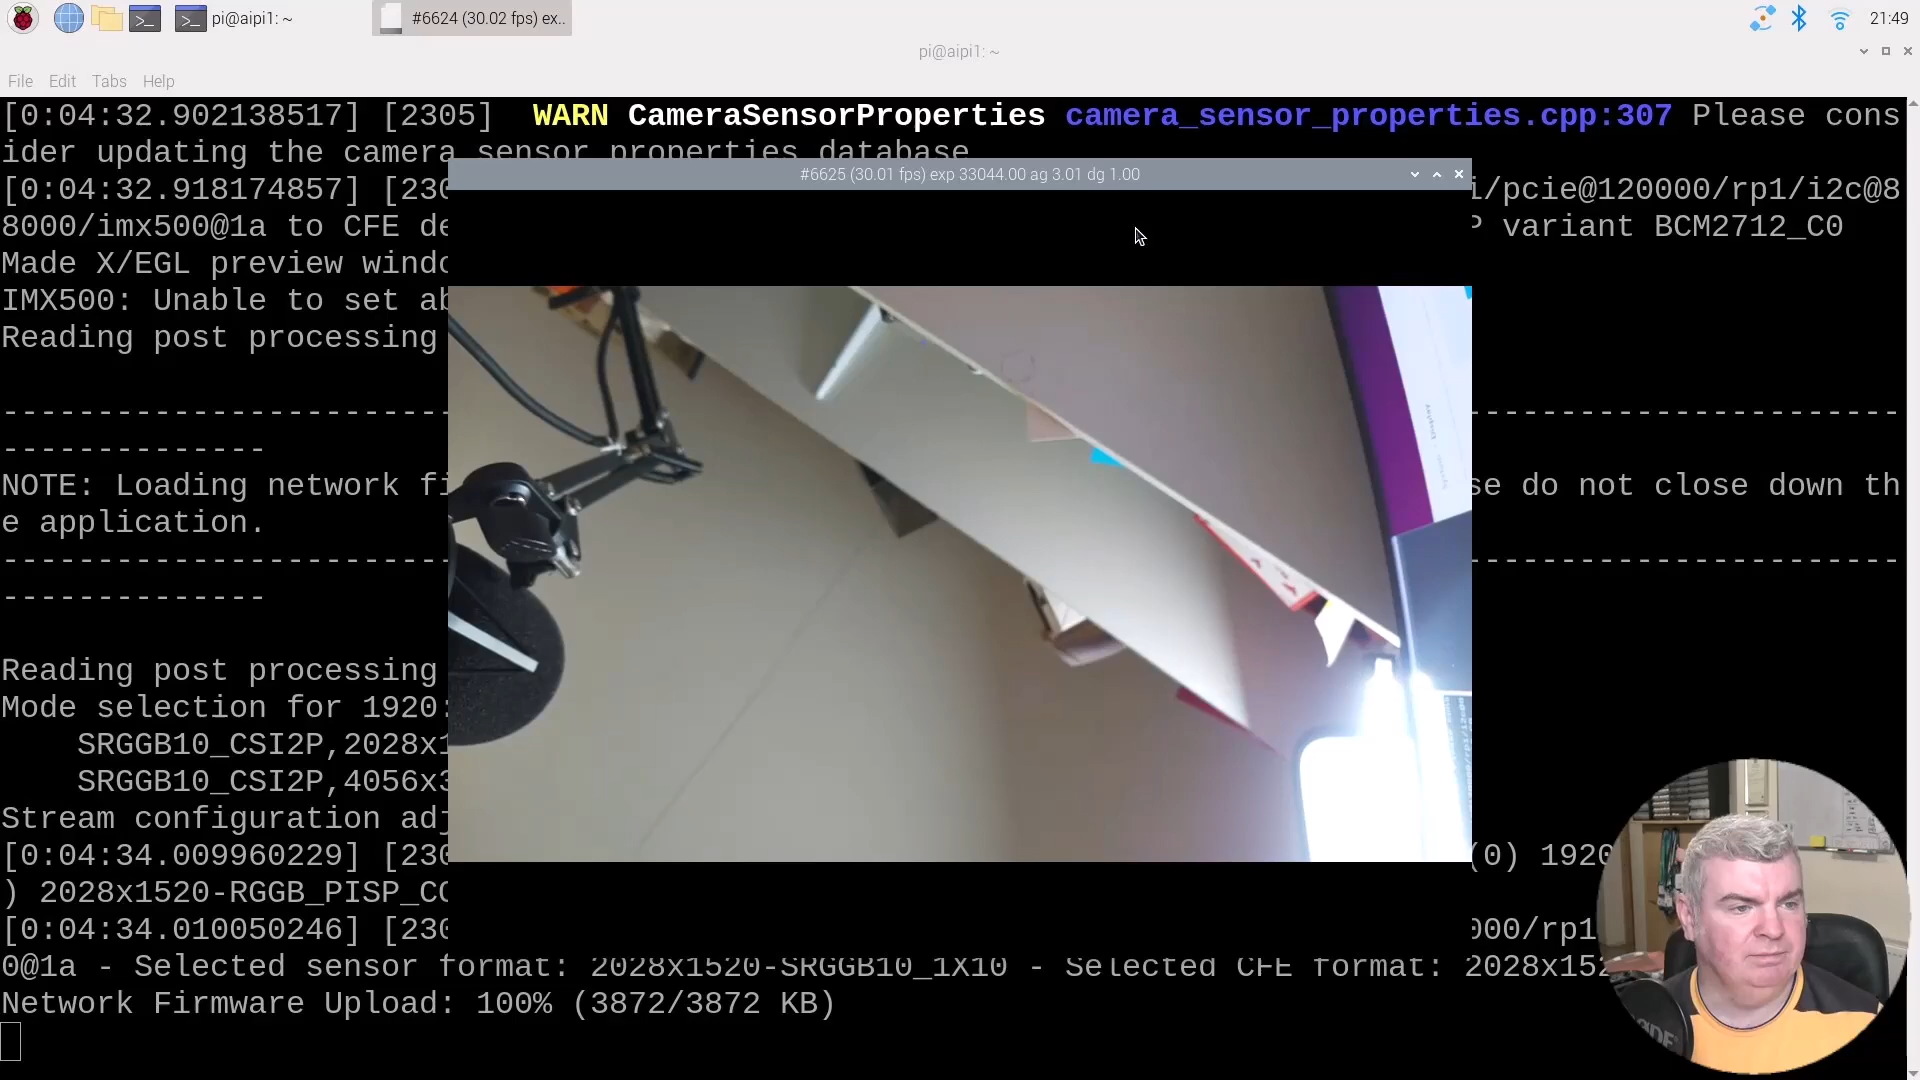 pi@aipi1: ~
#6624 (30.02 fps) ex..
21:49
pi@aipi1: ~
File Edit Tabs Help
[0:04:32.902138517] [2305]  WARN CameraSensorProperties camera_sensor_properties.cpp:307 Please cons
ider updating the camera sensor properties database
#6625 (30.01 fps) exp 33044.00 ag 3.01 dg 1.00
[0:04:32.918174857] [230 i/pcie@120000/rp1/i2c@8
8000/imx500@1a to CFE de P variant BCM2712_C0
Made X/EGL preview windo
IMX500: Unable to set ab
Reading post processing
----------------------- -----------------------
--------------
NOTE: Loading network fi se do not close down th
e application.
----------------------- -----------------------
--------------
Reading post processing
Mode selection for 1920:
SRGGB10_CSI2P,2028x1
SRGGB10_CSI2P,4056x3
Stream configuration adj
[0:04:34.009960229] [230 (0) 1920
) 2028x1520-RGGB_PISP_CO
[0:04:34.010050246] [230 000/rp1
0@1a - Selected sensor format: 2028x1520-SRGGB10_1X10 - Selected CFE format: 2028x152
Network Firmware Upload: 100% (3872/3872 KB)